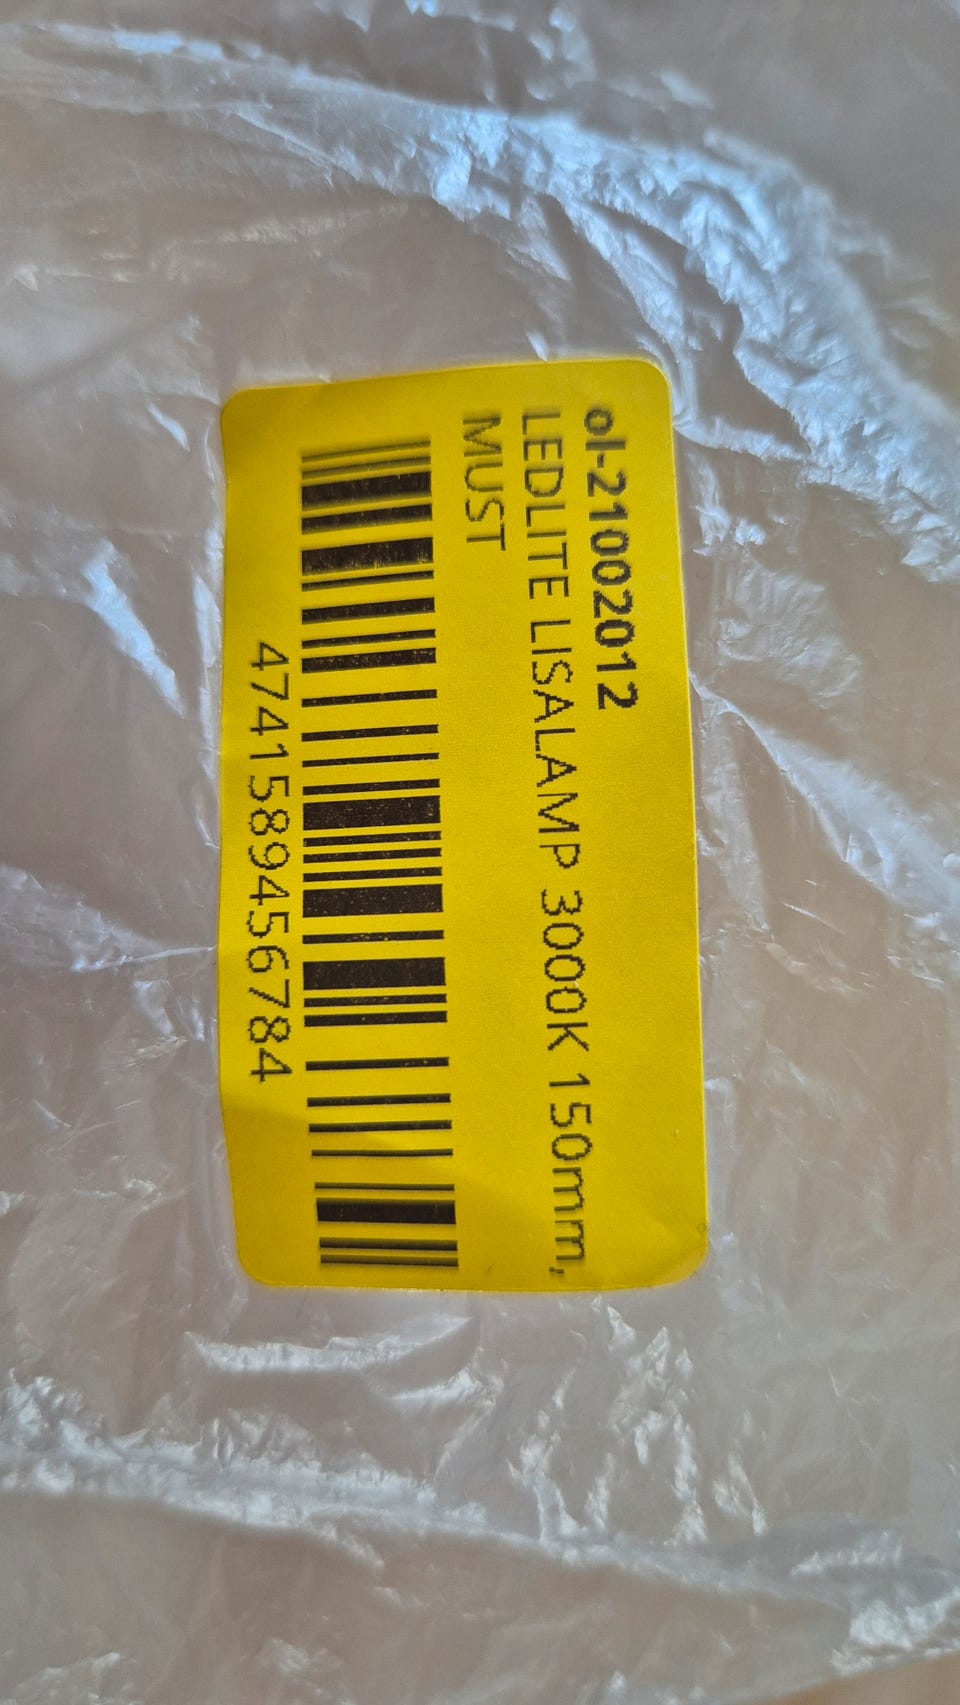 ol-21002012
LEDLITE LISALAMP 3000K 150mm,
MUST
4741589456784